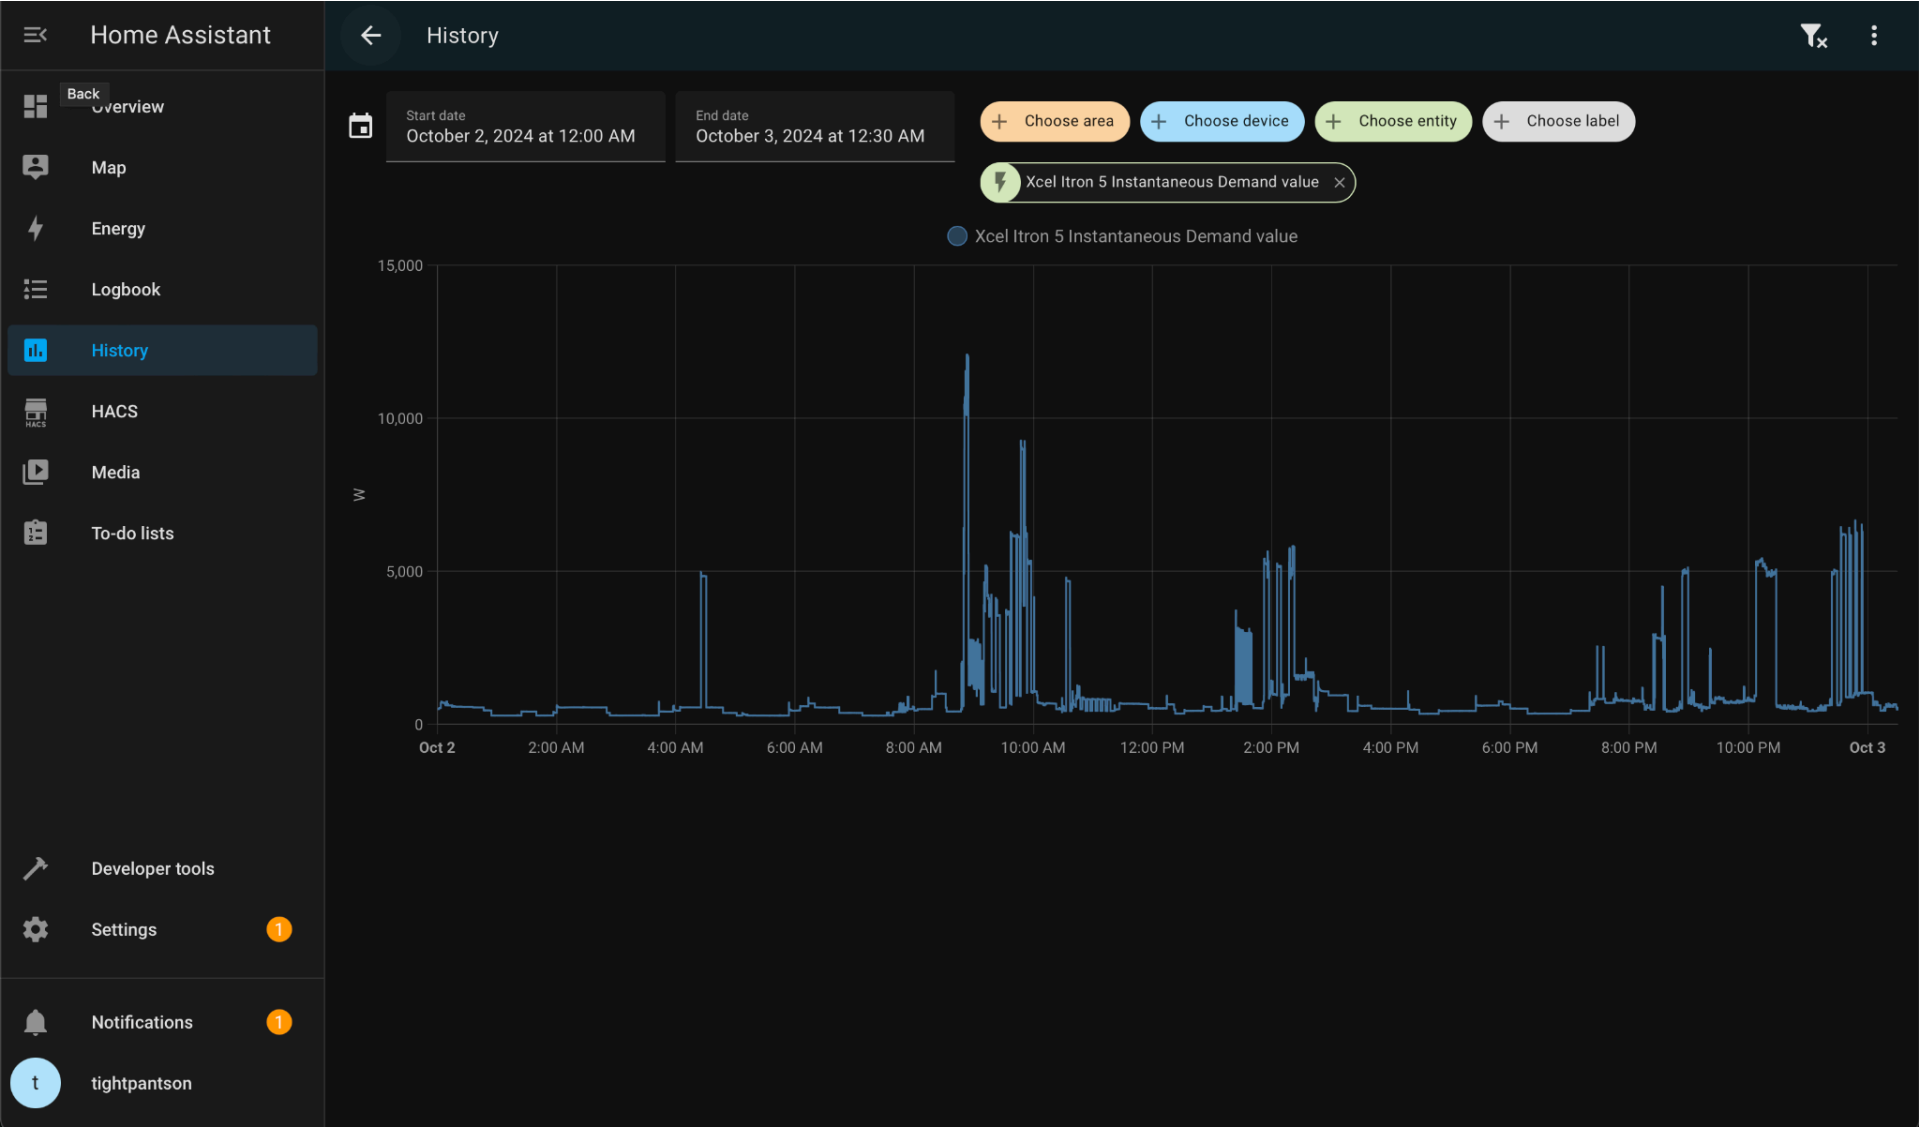 Home Assistant
History
Back
Overview
Map
Energy
Logbook
History
HACS
HACS
Media
To-do lists
Developer tools
Settings
1
Notifications
1
t
tightpantson
Start date
October 2, 2024 at 12:00 AM
End date
October 3, 2024 at 12:30 AM
Choose area
Choose device
Choose entity
Choose label
Xcel Itron 5 Instantaneous Demand value
Xcel Itron 5 Instantaneous Demand value
15,000
10,000
W
5,000
0
Oct 2 2:00 AM 4:00 AM 6:00 AM 8:00 AM 10:00 AM 12:00 PM 2:00 PM 4:00 PM 6:00 PM 8:00 PM 10:00 PM Oct 3